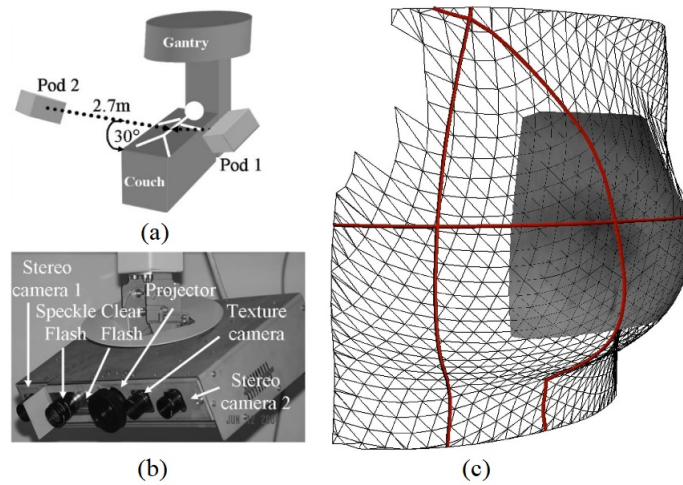 Gantry
Pod 2
2.7m
30°
Pod 1
Couch
(a)
Stereo
camera 1
Projector
Speckle Clear
Flash Flash
Texture
camera
Stereo
camera 2
(b)
(c)